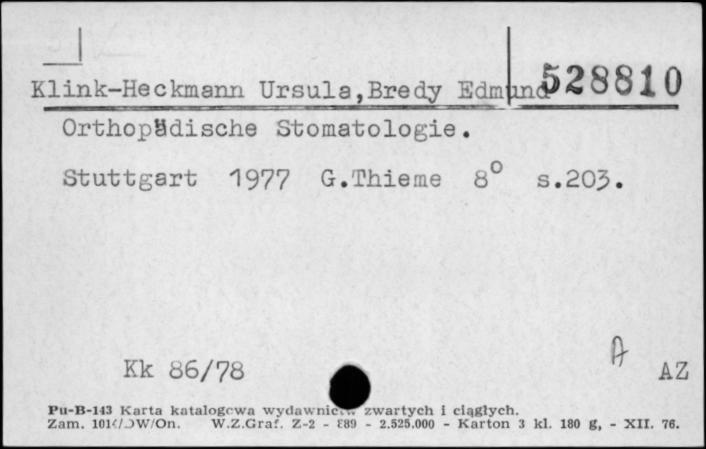 528810
Klink-Heckmann Ursula,Bredy Edmund
Orthopädische Stomatologie.
Stuttgart 1977 G.Thieme 8° s.203.
A
Kk 86/78 AZ
Pu-B-143 Karta katalogowa wydawnictw zwartych i ciągłych.
Zam. W.Z.Graf. Z-2 - 889 - 2.525.000 - Karton 3 kl. 180 g, - XII. 76.